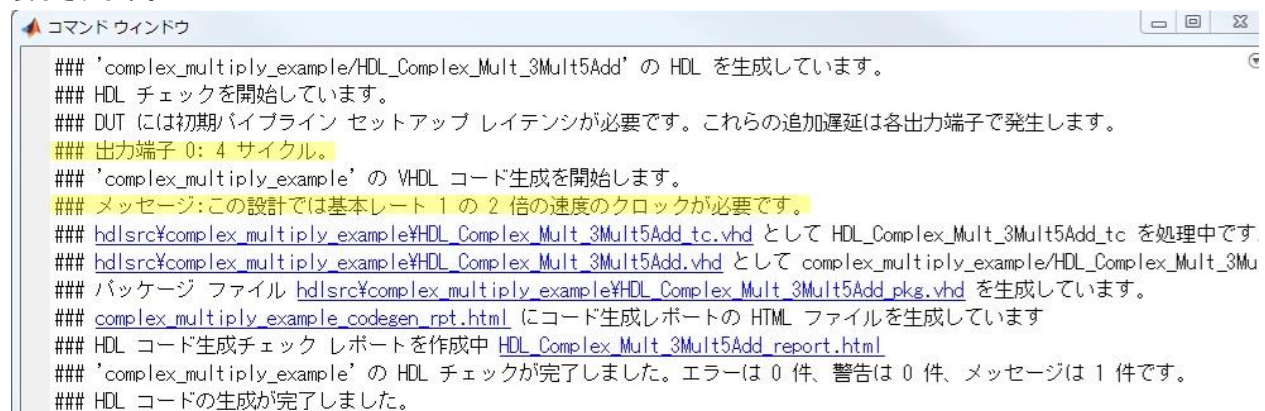 コマンド ウィンドウ
### 'complex_multiply_example/HDL_Complex_Mult_3Mult5Add' の HDL を生成しています。
### HDL チェックを開始しています。
### DUT には初期パイプライン セットアップ レイテンシが必要です。これらの追加遅延は各出力端子で発生します。
### 出力端子 0: 4 サイクル。
### 'complex_multiply_example' の VHDL コード生成を開始します。
### メッセージ:この設計では基本レート 1 の 2 倍の速度のクロックが必要です。
### hdlsrc¥complex_multiply_example¥HDL_Complex_Mult_3Mult5Add_tc.vhd として HDL_Complex_Mult_3Mult5Add_tc を処理中です.
### hdlsrc¥complex_multiply_example¥HDL_Complex_Mult_3Mult5Add.vhd として complex_multiply_example/HDL_Complex_Mult_3Mu
### パッケージ ファイル hdlsrc¥complex_multiply_example¥HDL_Complex_Mult_3Mult5Add_pkg.vhd を生成しています。
### complex_multiply_example_codegen_rpt.html にコード生成レポートの HTML ファイルを生成しています
### HDL コード生成チェック レポートを作成中 HDL_Complex_Mult_3Mult5Add_report.html
### 'complex_multiply_example' の HDL チェックが完了しました。エラーは 0 件、警告は 0 件、メッセージは 1 件です。
### HDL コードの生成が完了しました。